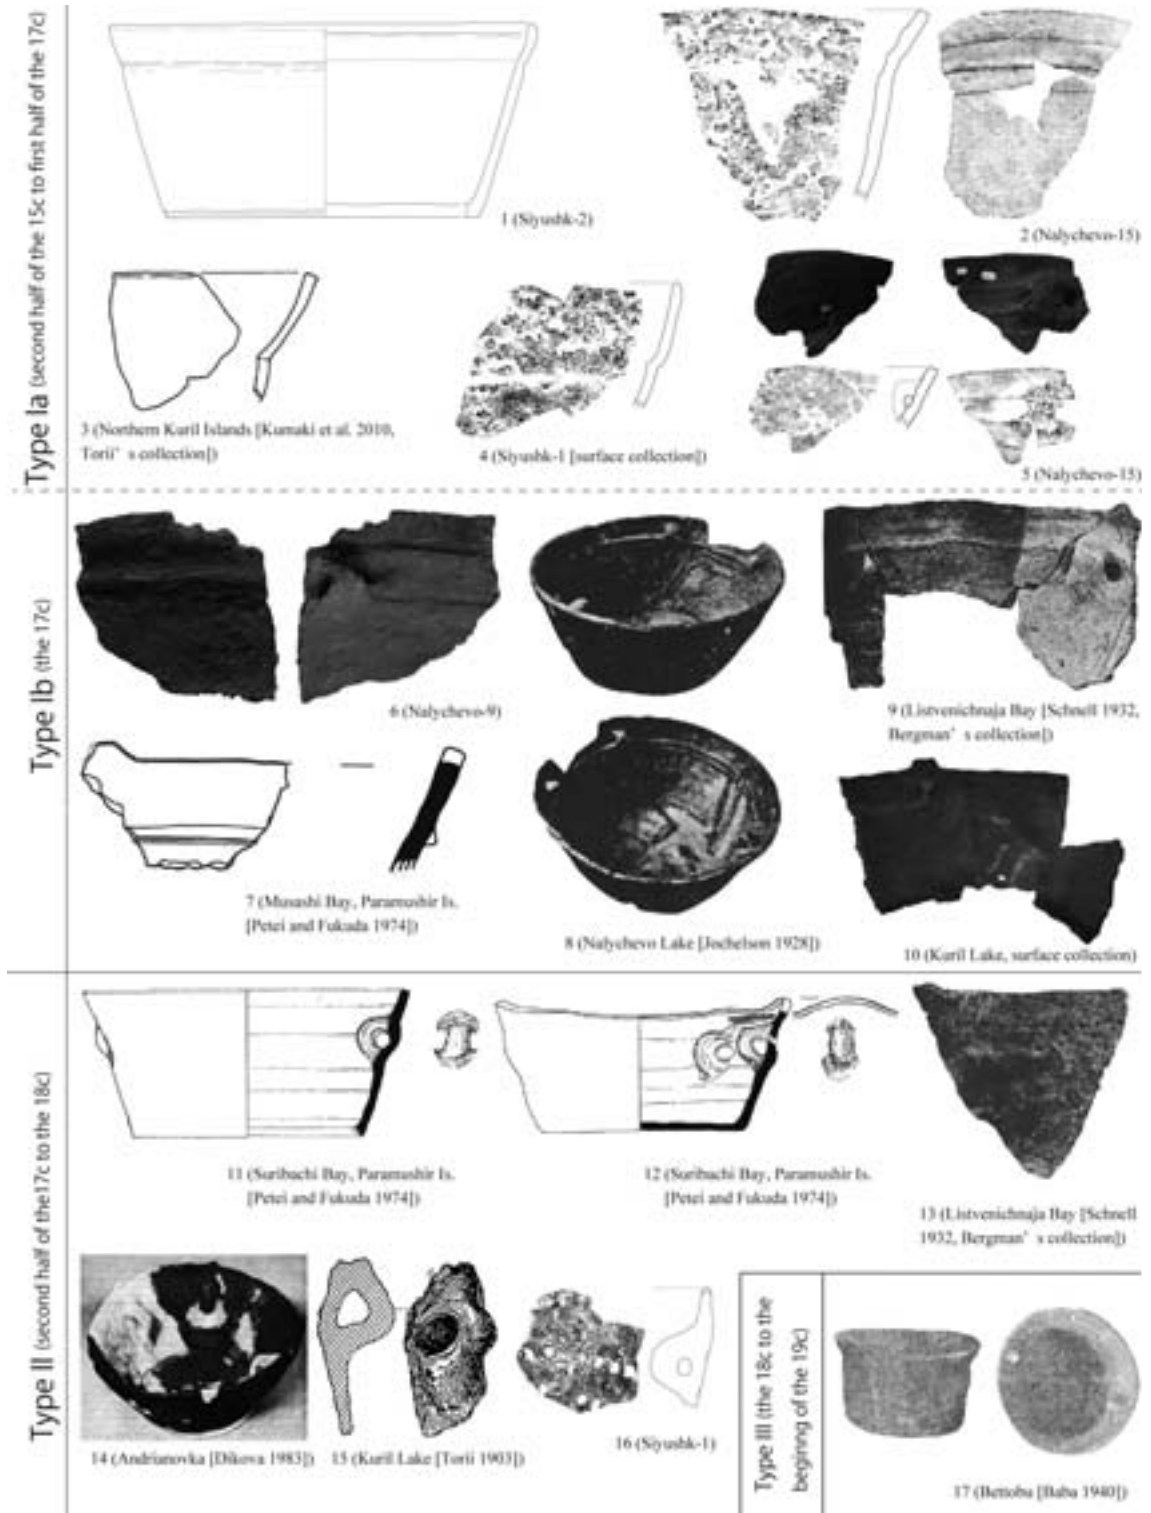 Type Ia (second half of the 15c to first half of the 17c)
1 (Siyushk-2)
2 (Nalychevo-15)
3 (Northern Kuril Islands [Kumaki et al. 2010,
Torii’ s collection])
4 (Siyushk-1 [surface collection])
5 (Nalychevo-15)
Type Ib (the 17c)
6 (Nalychevo-9)
7 (Musashi Bay, Paramushir Is.
[Petei and Fukuda 1974])
8 (Nalychevo Lake [Jochelson 1928])
9 (Listvenichnaja Bay [Schnell 1932,
Bergman’ s collection])
10 (Kuril Lake, surface collection)
Type II (second half of the17c to the 18c)
11 (Suribachi Bay, Paramushir Is.
[Petei and Fukuda 1974])
12 (Suribachi Bay, Paramushir Is.
[Petei and Fukuda 1974])
13 (Listvenichnaja Bay [Schnell
1932, Bergman’ s collection])
14 (Andrianovka [Dikova 1983])
15 (Kuril Lake [Torii 1903])
16 (Siyushk-1)
Type III (the 18c to the
begining of the 19c)
17 (Bettobu [Baba 1940])